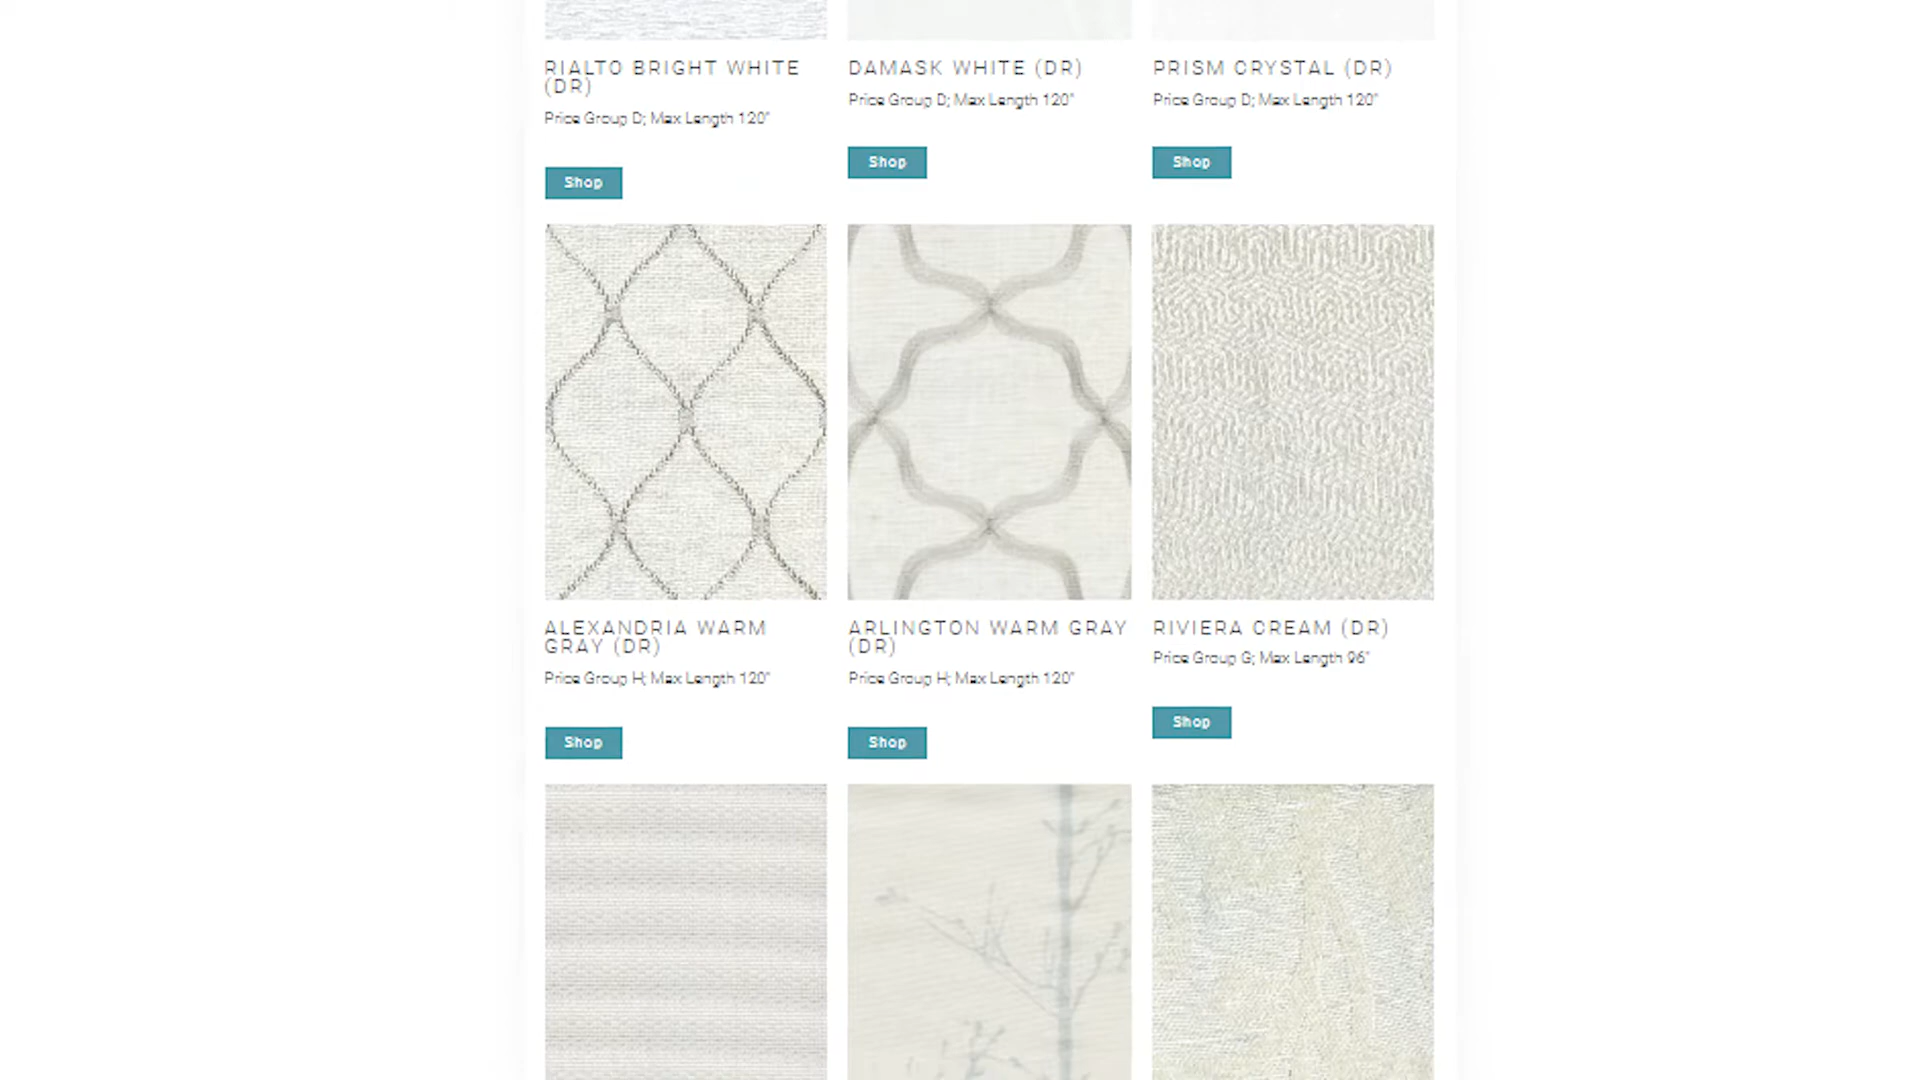 RIALTO BRIGHT WHITE
(DR)
Price Group D; Max Length 120"
Shop
DAMASK WHITE (DR)
Price Group D; Max Length 120"
Shop
PRISM CRYSTAL (DR)
Price Group D; Max Length 120"
Shop
ALEXANDRIA WARM
GRAY (DR)
Price Group H; Max Length 120"
Shop
ARLINGTON WARM GRAY
(DR)
Price Group H; Max Length 120"
Shop
RIVIERA CREAM (DR)
Price Group G; Max Length 96"
Shop